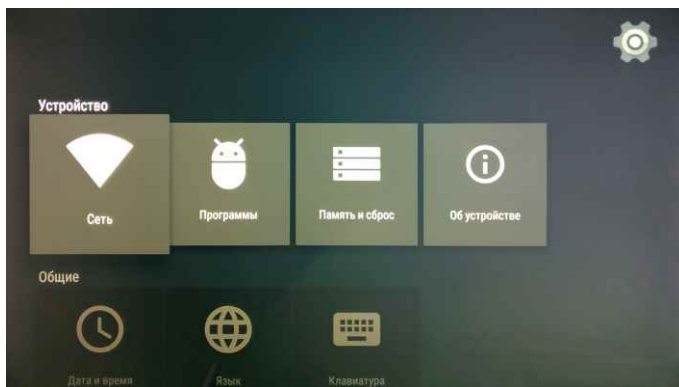 Устройство
Сеть
Программы
Память и сброс
Об устройстве
Общие
Дата и время
Язык
Клавиатура